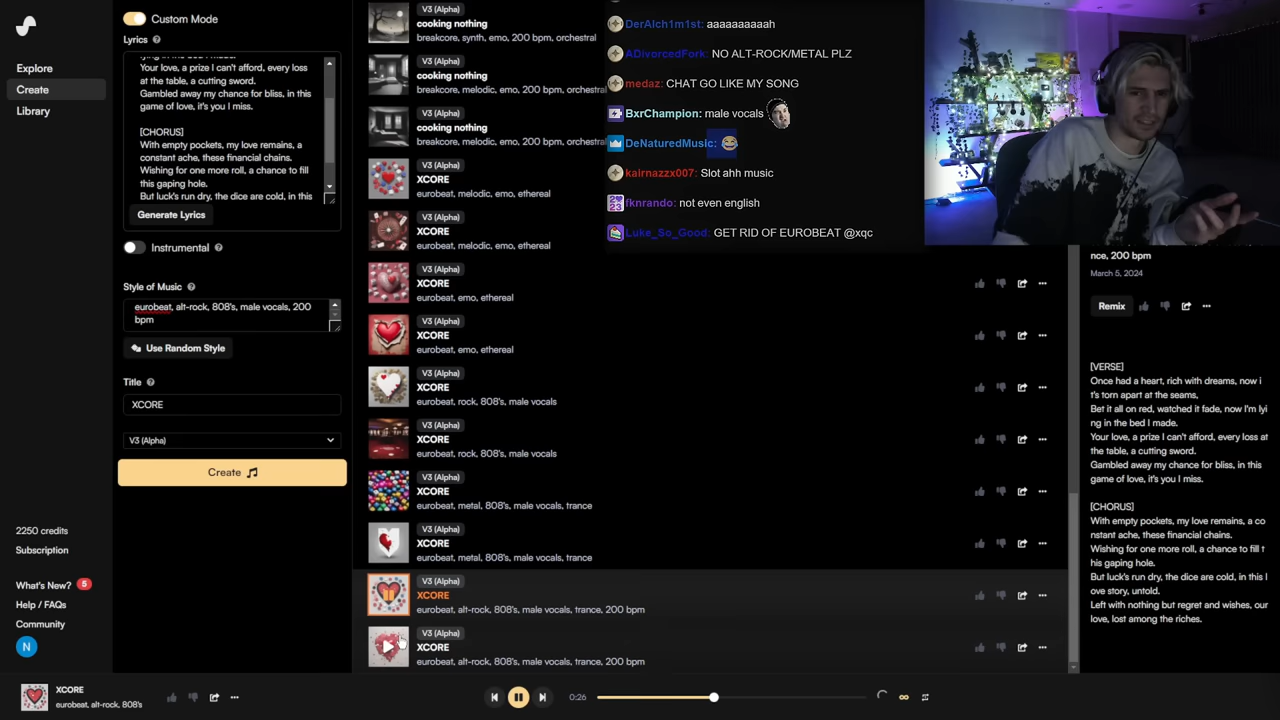 Explore
Create
Library
2250 credits
Subscription
What's New? 5
Help / FAQs
Community
N
Custom Mode
Lyrics ?
Your love, a prize I can't afford, every loss
at the table, a cutting sword.
Gambled away my chance for bliss, in this
game of love, it's you I miss.
[CHORUS]
With empty pockets, my love remains, a
constant ache, these financial chains.
Wishing for one more roll, a chance to fill
this gaping hole.
But luck's run dry, the dice are cold, in this
Generate Lyrics
Instrumental ?
Style of Music ?
eurobeat, alt-rock, 808's, male vocals, 200
bpm
Use Random Style
Title ?
XCORE
V3 (Alpha)
Create
V3 (Alpha)
cooking nothing
breakcore, synth, emo, 200 bpm, orchestral
V3 (Alpha)
cooking nothing
breakcore, melodic, emo, 200 bpm, orchestral
V3 (Alpha)
cooking nothing
breakcore, melodic, emo, 200 bpm, orchestral
V3 (Alpha)
XCORE
eurobeat, melodic, emo, ethereal
V3 (Alpha)
XCORE
eurobeat, melodic, emo, ethereal
V3 (Alpha)
XCORE
eurobeat, emo, ethereal
V3 (Alpha)
XCORE
eurobeat, emo, ethereal
V3 (Alpha)
XCORE
eurobeat, rock, 808's, male vocals
V3 (Alpha)
XCORE
eurobeat, rock, 808's, male vocals
V3 (Alpha)
XCORE
eurobeat, metal, 808's, male vocals, trance
V3 (Alpha)
XCORE
eurobeat, metal, 808's, male vocals, trance
V3 (Alpha)
XCORE
eurobeat, alt-rock, 808's, male vocals, trance, 200 bpm
V3 (Alpha)
XCORE
eurobeat, alt-rock, 808's, male vocals, trance, 200 bpm
DerAlch1m1st: aaaaaaaaaah
ADivorcedFork: NO ALT-ROCK/METAL PLZ
medaz: CHAT GO LIKE MY SONG
BxrChampion: male vocals
DeNaturedMusic:
kairnazzx007: Slot ahh music
fknrando: not even english
Luke_So_Good: GET RID OF EUROBEAT @xqc
nce, 200 bpm
March 5, 2024
Remix
[VERSE]
Once had a heart, rich with dreams, now i
t's torn apart at the seams,
Bet it all on red, watched it fade, now I'm lyi
ng in the bed I made.
Your love, a prize I can't afford, every loss at
the table, a cutting sword.
Gambled away my chance for bliss, in this
game of love, it's you I miss.
[CHORUS]
With empty pockets, my love remains, a co
nstant ache, these financial chains.
Wishing for one more roll, a chance to fill t
his gaping hole.
But luck's run dry, the dice are cold, in this l
ove story, untold.
Left with nothing but regret and wishes, our
love, lost among the riches.
XCORE
eurobeat, alt-rock, 808's
0:26